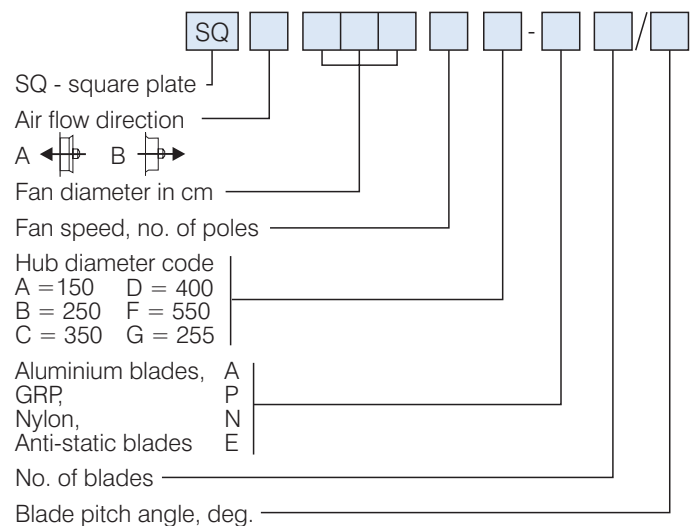 SQ - /
SQ - square plate
Air flow direction
A B
Fan diameter in cm
Fan speed, no. of poles
Hub diameter code
A =150 D = 400
B = 250 F = 550
C = 350 G = 255
Aluminium blades, A
GRP, P
Nylon, N
Anti-static blades E
No. of blades
Blade pitch angle, deg.